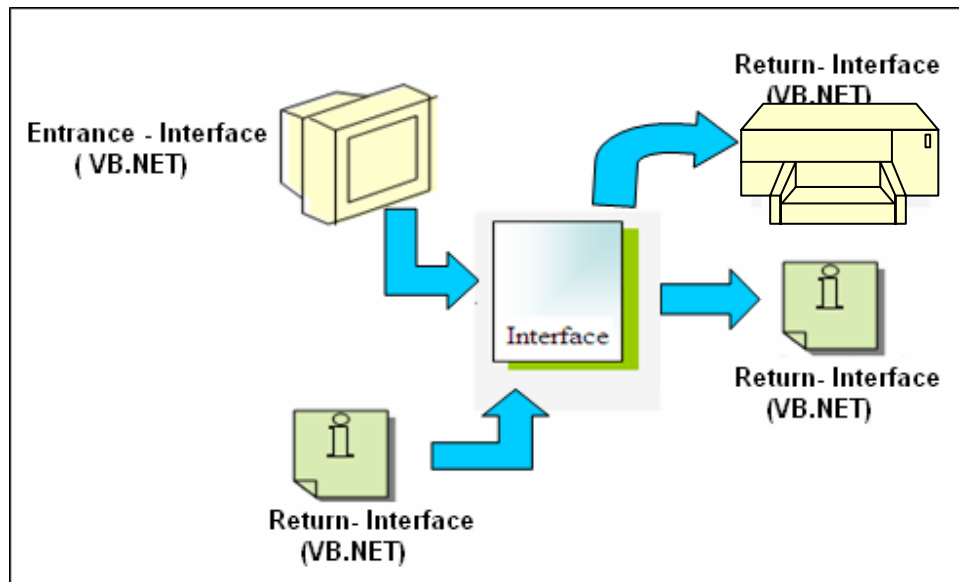 Return- Interface
(VB.NET)
Entrance - Interface
( VB.NET)
Interface
Return- Interface
(VB.NET)
Return- Interface
(VB.NET)